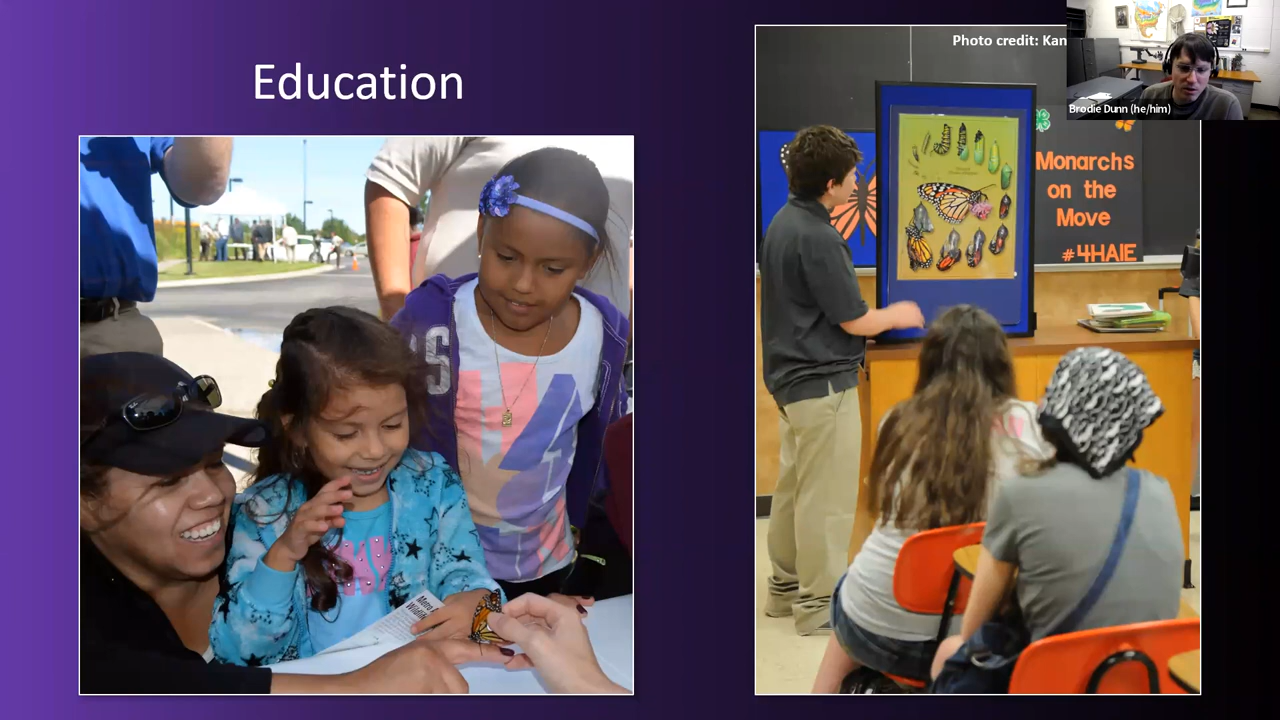 Education
Photo credit: Kan
Brodie Dunn (he/him)
Monarchs
on the
Move
#4HAIE